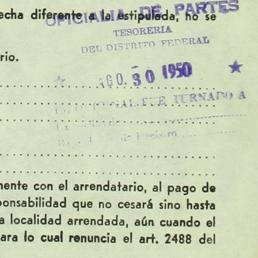 echa diferente a la estipulada, no se
OFICIALIA DE PARTES
TESORERIA
DEL DISTRITO FEDERAL
rio.
AGO. 30 1950
TURNADO A
mente con el arrendatario, al pago de
ponsabilidad que no cesará sino hasta
a localidad arrendada, aún cuando el
ara lo cual renuncia el art. 2488 del